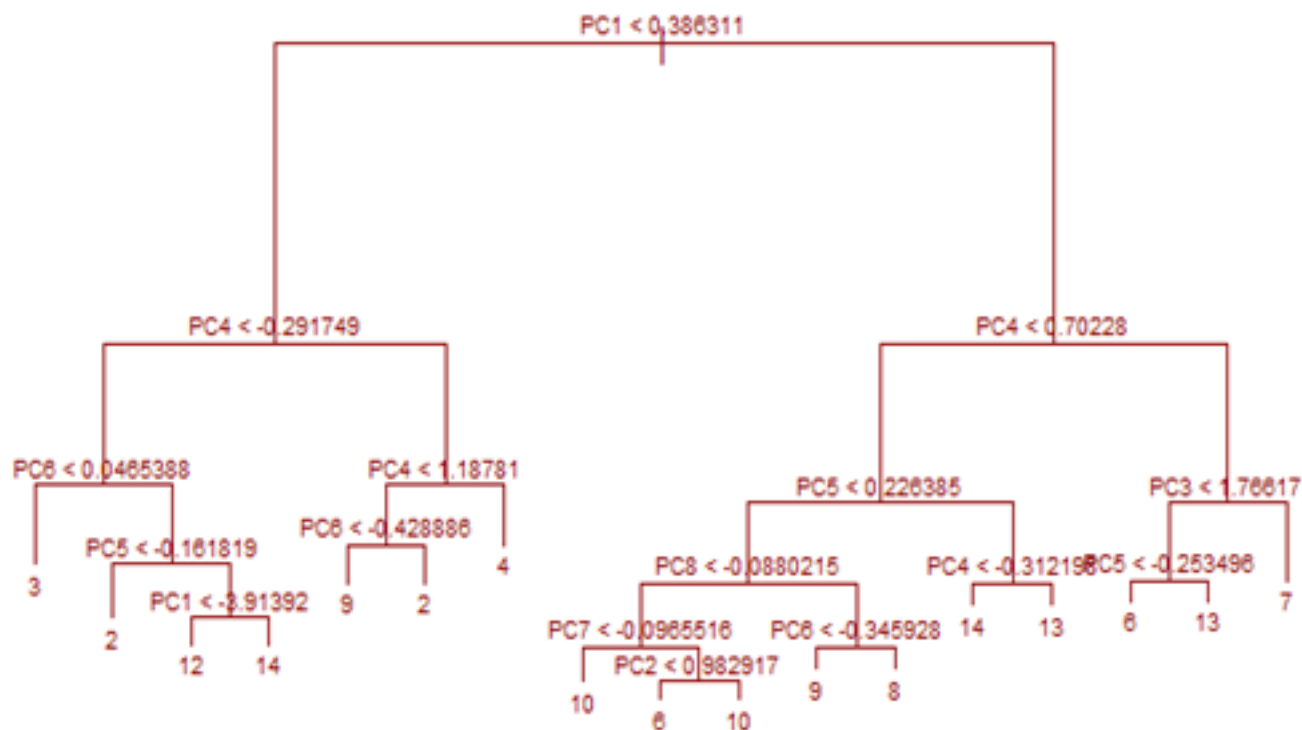 PC1 < 0.386311
PC4 < -0.291749
PC4 < 0.70228
PC6 < 0.0465388
PC4 < 1.18781
PC5 < 0.226385
PC3 < 1.76617
PC6 < -0.428886
PC5 < -0.161819
PC8 < -0.0880215
PC4 < -0.312196
PC5 < -0.253496
3
4
7
PC1 < -3.91392
9
2
14
13
6
13
2
PC7 < -0.0965516
PC6 < -0.345928
12
14
PC2 < 0.982917
10
9
8
6
10